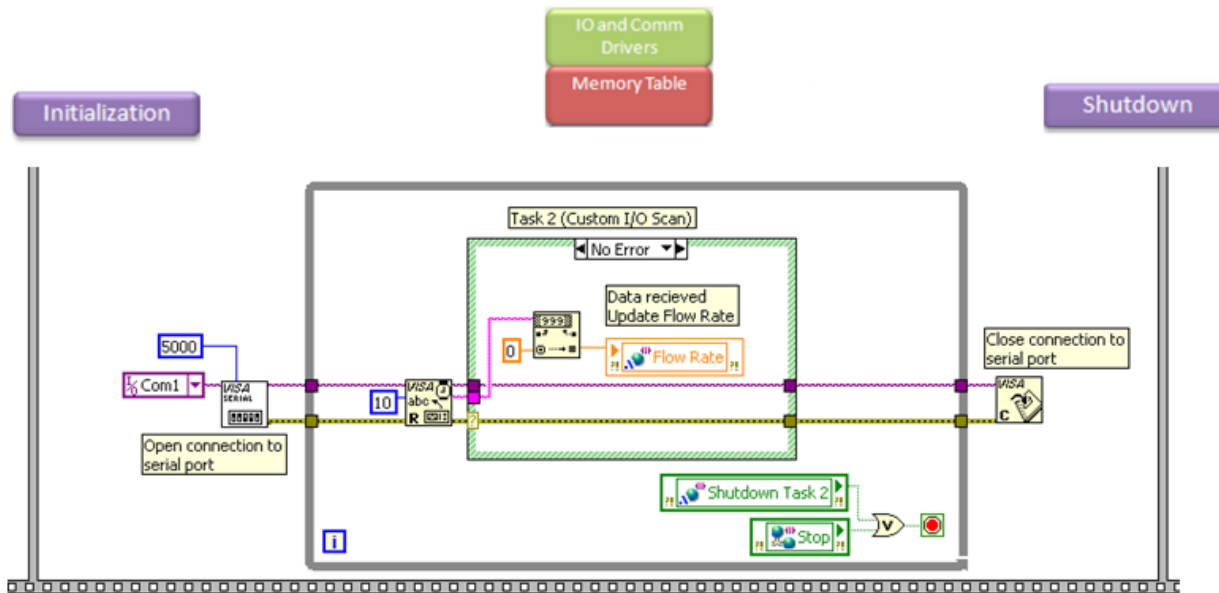 IO and Comm
Drivers
Memory Table
Initialization
Shutdown
Task 2 (Custom I/O Scan)
No Error
Data recieved
Update Flow Rate
999
0
Flow Rate
?!
?!
5000
I/O Com1
VISA
SERIAL
Open connection to
serial port
10
VISA
abc
R
?
Close connection to
serial port
VISA
C
Shutdown Task 2
?!
?!
Stop
?!
?!
V
i